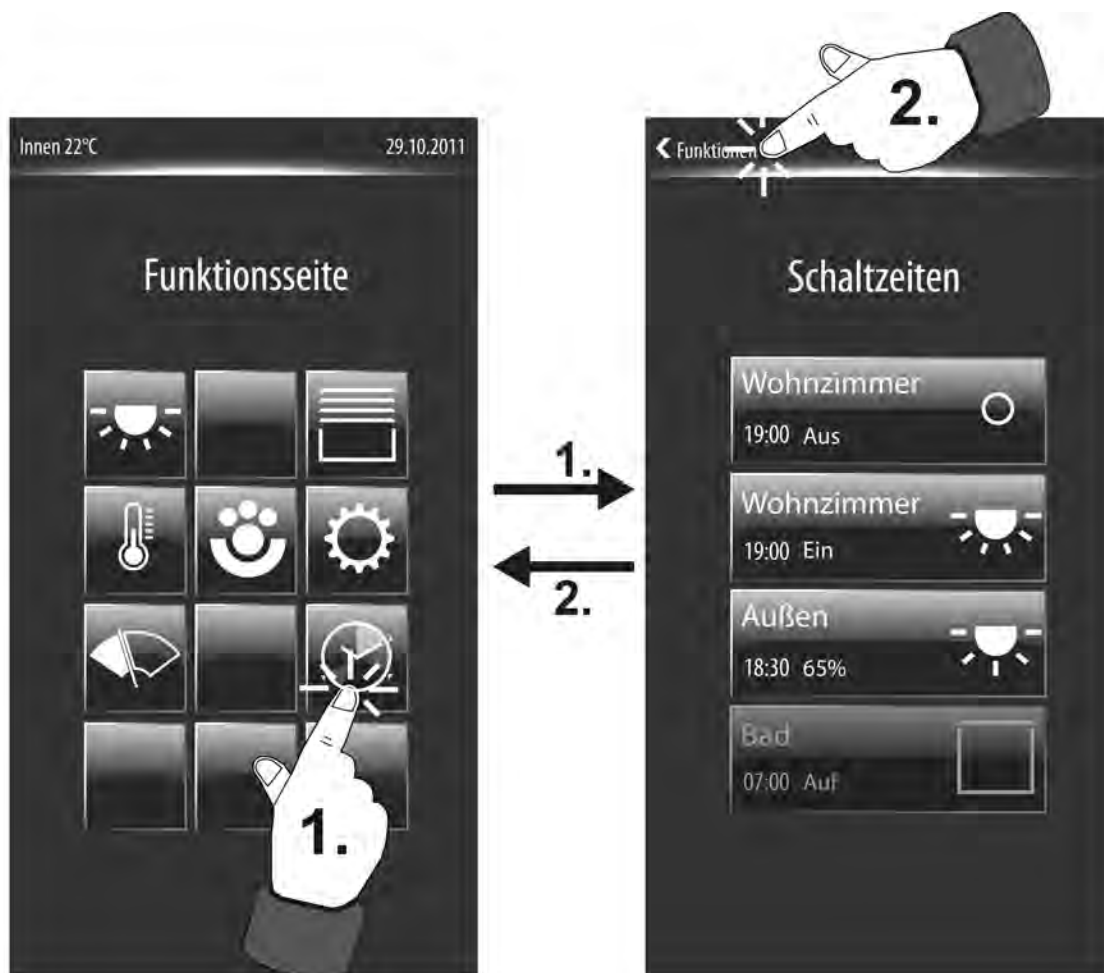 2.
Innen 22°C
29.10.2011
Funktionen
Funktionsseite
Schaltzeiten
Wohnzimmer
19:00 Aus
1.
Wohnzimmer
19:00 Ein
2.
Außen
18:30 65%
Bad
07:00 Auf
1.